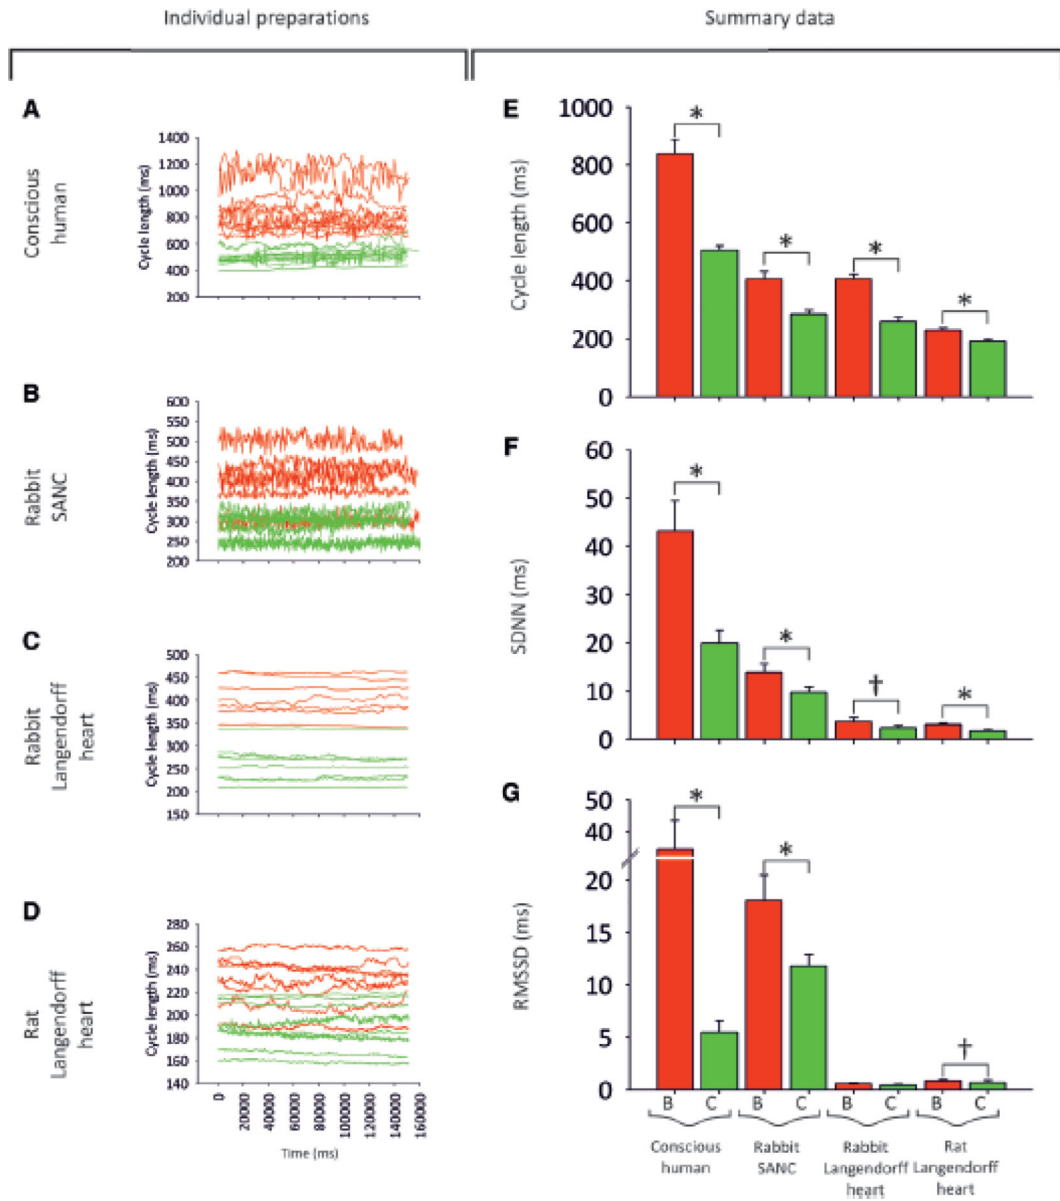 Individual preparations
Summary data
A
Conscious
human
Cycle length (ms)
1400
1200
1000
800
600
400
200
B
Rabbit
SANC
Cycle length (ms)
600
550
500
450
400
350
300
250
200
C
Rabbit
Langendorff
heart
Cycle length (ms)
500
450
400
350
300
250
200
150
D
Rat
Langendorff
heart
Cycle length (ms)
280
260
240
220
200
180
160
140
0
20000
40000
60000
80000
100000
120000
140000
160000
Time (ms)
E
Cycle length (ms)
1000
800
600
400
200
0
*
*
*
*
F
SDNN (ms)
60
50
40
30
20
10
0
*
*
†
*
G
RMSSD (ms)
50
40
20
15
10
5
0
*
*
†
B C B C B C B C
Conscious
human
Rabbit
SANC
Rabbit
Langendorff
heart
Rat
Langendorff
heart